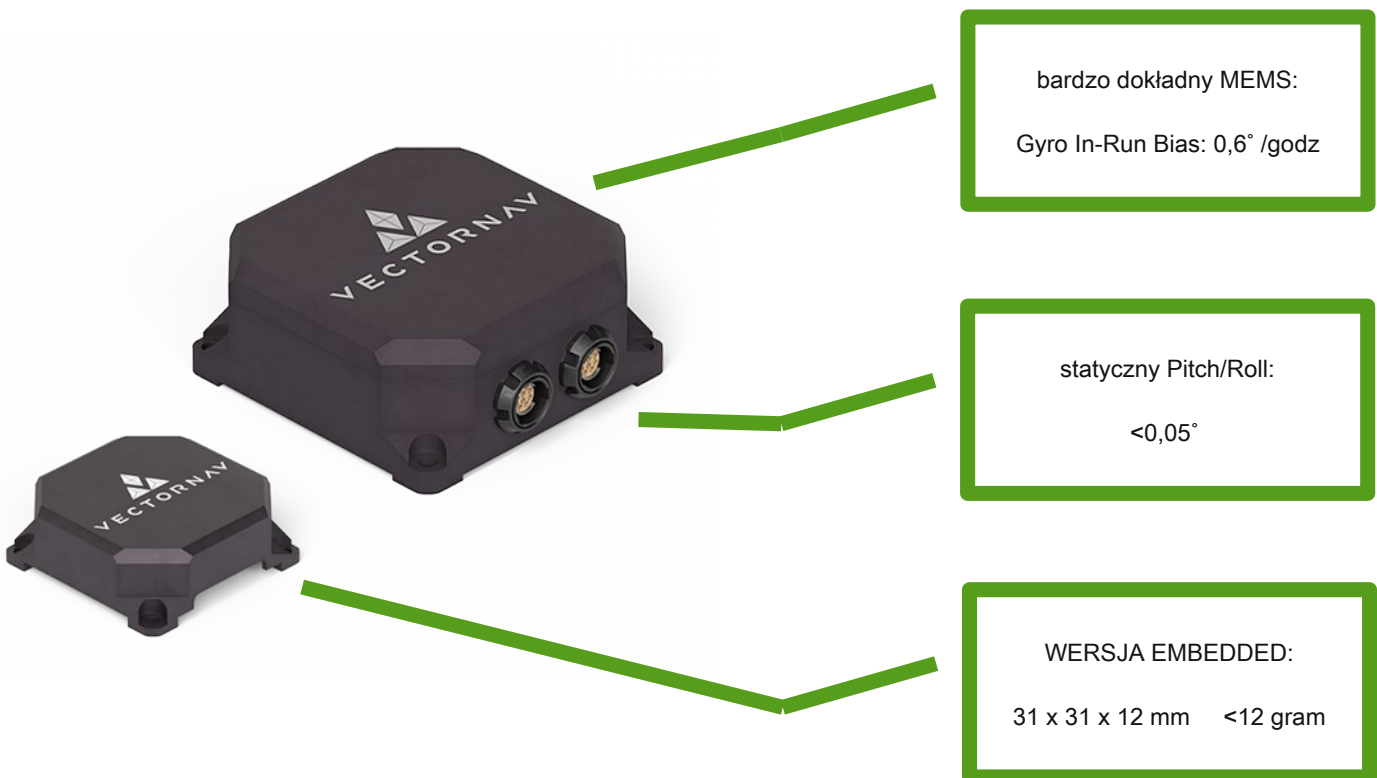 bardzo dokładny MEMS:
Gyro In-Run Bias: 0,6˚ /godz
VECTORNAV
statyczny Pitch/Roll:
<0,05˚
VECTORNAV
WERSJA EMBEDDED:
31 x 31 x 12 mm <12 gram